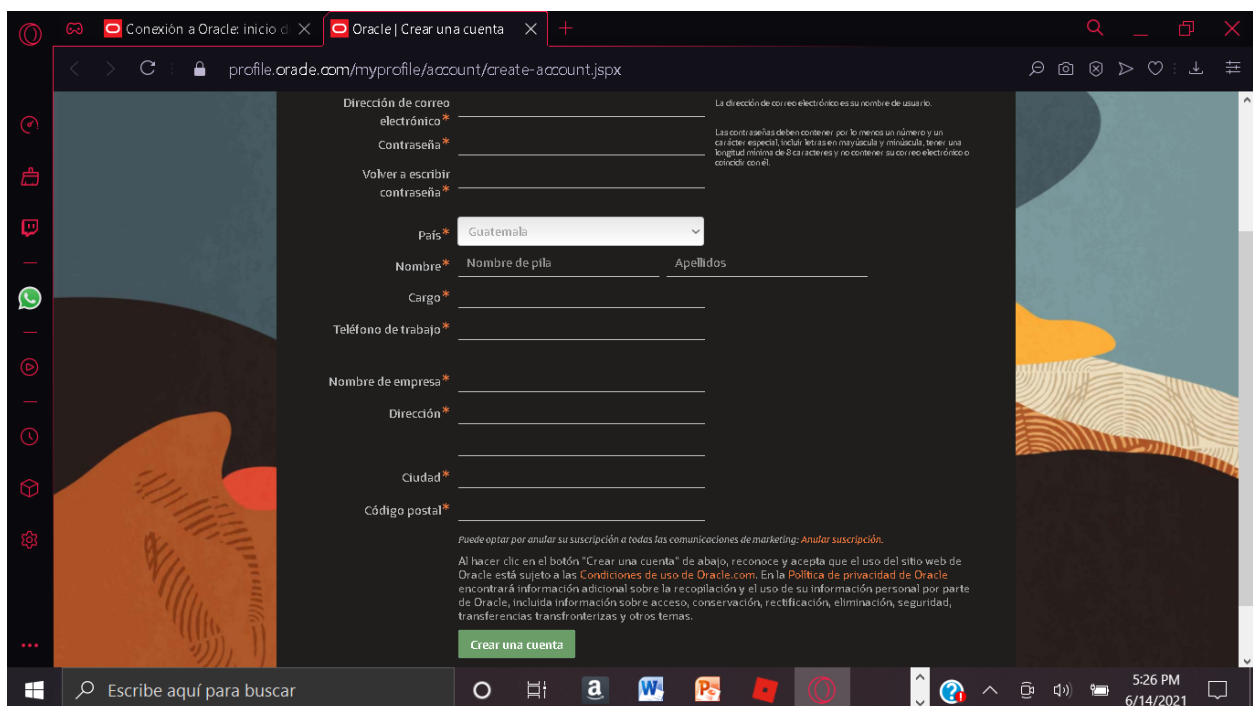 Conexión a Oracle: inicio d
Oracle | Crear una cuenta
profile.oracle.com/myprofile/account/create-account.jspx
Dirección de correo electrónico*
La dirección de correo electrónico es su nombre de usuario.
Contraseña*
Las contraseñas deben contener por lo menos un número y un
carácter especial, incluir letras en mayúscula y minúscula, tener una
longitud mínima de 8 caracteres y no contener su correo electrónico o
coincidir con él.
Volver a escribir
contraseña*
País*
Guatemala
Nombre*
Nombre de pila
Apellidos
Cargo*
Teléfono de trabajo*
Nombre de empresa*
Dirección*
Ciudad*
Código postal*
Puede optar por anular su suscripción a todas las comunicaciones de marketing: Anular suscripción.
Al hacer clic en el botón "Crear una cuenta" de abajo, reconoce y acepta que el uso del sitio web de
Oracle está sujeto a las Condiciones de uso de Oracle.com. En la Política de privacidad de Oracle
encontrará información adicional sobre la recopilación y el uso de su información personal por parte
de Oracle, incluida información sobre acceso, conservación, rectificación, eliminación, seguridad,
transferencias transfronterizas y otros temas.
Crear una cuenta
Escribe aquí para buscar
5:26 PM
6/14/2021